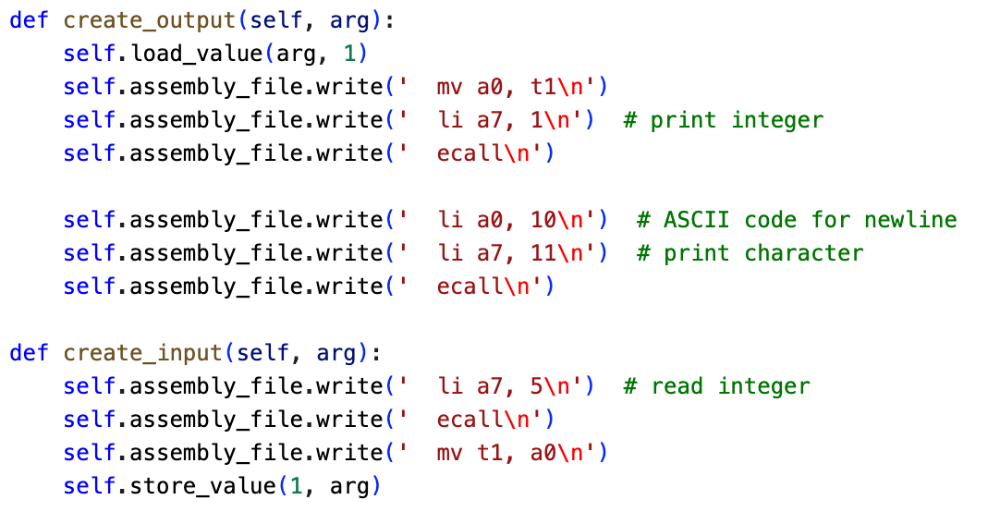 def create_output(self, arg):
    self.load_value(arg, 1)
    self.assembly_file.write('  mv a0, t1\n')
    self.assembly_file.write('  li a7, 1\n')  # print integer
    self.assembly_file.write('  ecall\n')

    self.assembly_file.write('  li a0, 10\n')  # ASCII code for newline
    self.assembly_file.write('  li a7, 11\n')  # print character
    self.assembly_file.write('  ecall\n')

def create_input(self, arg):
    self.assembly_file.write('  li a7, 5\n')  # read integer
    self.assembly_file.write('  ecall\n')
    self.assembly_file.write('  mv t1, a0\n')
    self.store_value(1, arg)